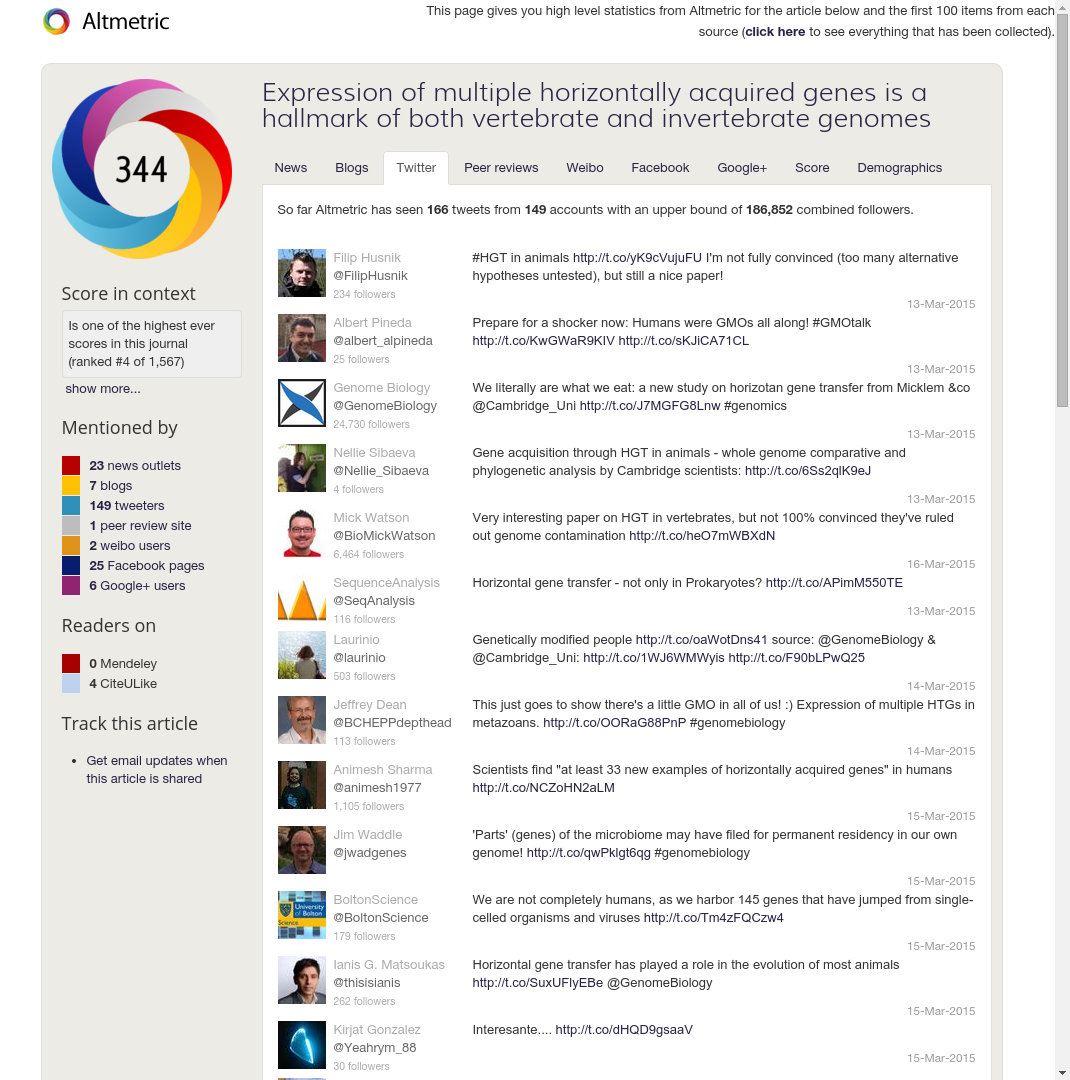 Altmetric
This page gives you high level statistics from Altmetric for the article below and the first 100 items from each
source (click here to see everything that has been collected).
344
Score in context
Is one of the highest ever
scores in this journal
(ranked #4 of 1,567)
show more...
Mentioned by
23 news outlets
7 blogs
149 tweeters
1 peer review site
2 weibo users
25 Facebook pages
6 Google+ users
Readers on
0 Mendeley
4 CiteULike
Track this article
• Get email updates when
this article is shared
Expression of multiple horizontally acquired genes is a
hallmark of both vertebrate and invertebrate genomes
News Blogs Twitter Peer reviews Weibo Facebook Google+ Score Demographics
So far Altmetric has seen 166 tweets from 149 accounts with an upper bound of 186,852 combined followers.
Filip Husnik
@FilipHusnik
234 followers
#HGT in animals http://t.co/yK9cVujuFU I'm not fully convinced (too many alternative
hypotheses untested), but still a nice paper!
13-Mar-2015
Albert Pineda
@albert_alpineda
25 followers
Prepare for a shocker now: Humans were GMOs all along! #GMOtalk
http://t.co/KwGWaR9KIV http://t.co/sKJiCA71CL
13-Mar-2015
Genome Biology
@GenomeBiology
24,730 followers
We literally are what we eat: a new study on horizotan gene transfer from Micklem &co
@Cambridge_Uni http://t.co/J7MGFG8Lnw #genomics
13-Mar-2015
Nellie Sibaeva
@Nellie_Sibaeva
4 followers
Gene acquisition through HGT in animals - whole genome comparative and
phylogenetic analysis by Cambridge scientists: http://t.co/6Ss2qlK9eJ
13-Mar-2015
Mick Watson
@BioMickWatson
6,464 followers
Very interesting paper on HGT in vertebrates, but not 100% convinced they've ruled
out genome contamination http://t.co/heO7mWBXdN
16-Mar-2015
SequenceAnalysis
@SeqAnalysis
116 followers
Horizontal gene transfer - not only in Prokaryotes? http://t.co/APimM550TE
13-Mar-2015
Laurinio
@laurinio
503 followers
Genetically modified people http://t.co/oaWotDns41 source: @GenomeBiology &
@Cambridge_Uni: http://t.co/1WJ6WMWyis http://t.co/F90bLPwQ25
14-Mar-2015
Jeffrey Dean
@BCHEPPdepthead
113 followers
This just goes to show there's a little GMO in all of us! :) Expression of multiple HTGs in
metazoans. http://t.co/OORaG88PnP #genomebiology
14-Mar-2015
Animesh Sharma
@animesh1977
1,105 followers
Scientists find "at least 33 new examples of horizontally acquired genes" in humans
http://t.co/NCZoHN2aLM
15-Mar-2015
Jim Waddle
@jwadgenes
'Parts' (genes) of the microbiome may have filed for permanent residency in our own
genome! http://t.co/qwPklgt6qg #genomebiology
15-Mar-2015
University
of Bolton
Science
BoltonScience
@BoltonScience
179 followers
We are not completely humans, as we harbor 145 genes that have jumped from single-
celled organisms and viruses http://t.co/Tm4zFQCzw4
15-Mar-2015
Ianis G. Matsoukas
@thisisianis
262 followers
Horizontal gene transfer has played a role in the evolution of most animals
http://t.co/SuxUFlyEBe @GenomeBiology
15-Mar-2015
Kirjat Gonzalez
@Yeahrym_88
30 followers
Interesante.... http://t.co/dHQD9gsaaV
15-Mar-2015